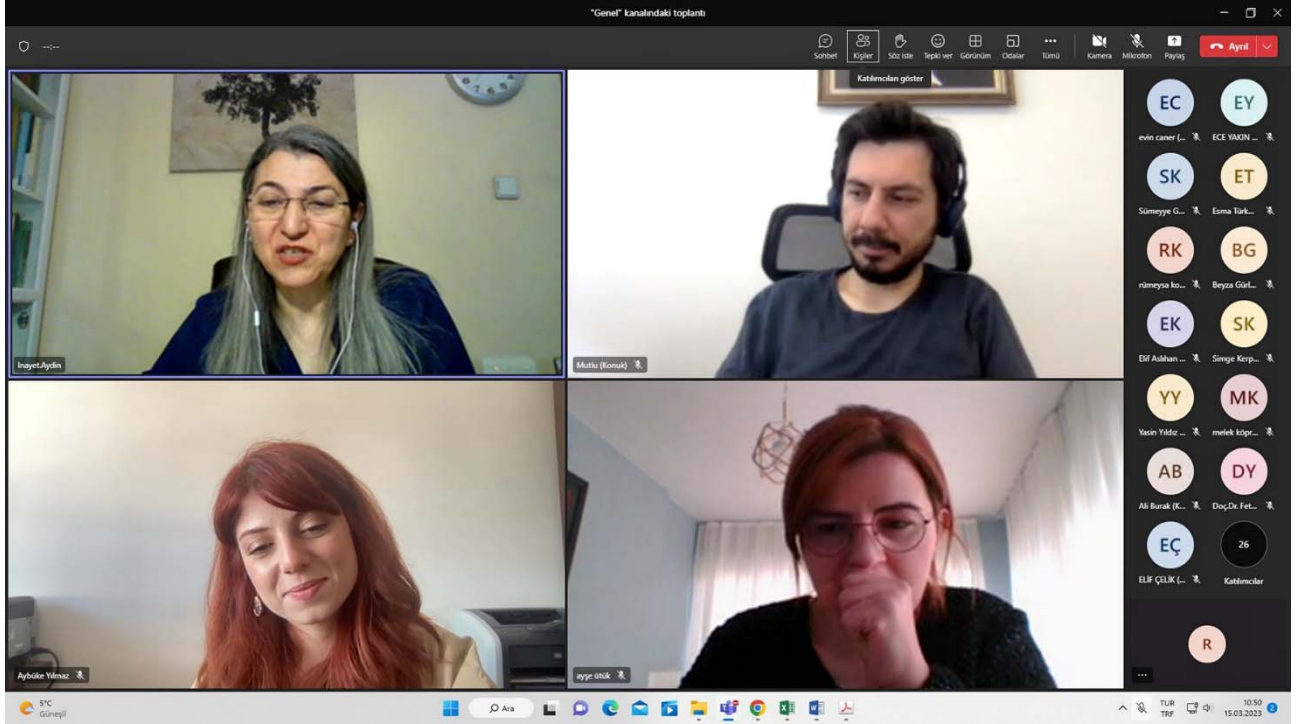 "Genel" kanalındaki toplantı
--:--
Sohbet
Kişiler
Söz iste
Tepki ver
Görünüm
Odalar
Tümü
Kamera
Mikrofon
Paylaş
Ayrıl
Katılımcıları göster
Inayet.Aydin
Mutlu (Konuk)
Aybüke Yılmaz
ayşe ütük
EC
EY
evin caner (...
ECE YAKIN ...
SK
ET
Sümeyye G...
Esma Türk...
RK
BG
rümeysa ko...
Beyza Gürl...
EK
SK
Elif Aslıhan ...
Simge Kerp...
YY
MK
Yasin Yıldız ...
melek köpr...
AB
DY
Ali Burak (K...
Doç.Dr. Fet...
EÇ
26
ELİF ÇELİK (...
Katılımcılar
R
...
5°C
Güneşli
Ara
TUR
TRF
10:50
15.03.2023
2